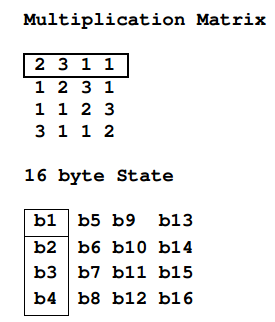 Multiplication Matrix
2 3 1 1
1 2 3 1
1 1 2 3
3 1 1 2
16 byte State
b1 b5 b9 b13
b2 b6 b10 b14
b3 b7 b11 b15
b4 b8 b12 b16